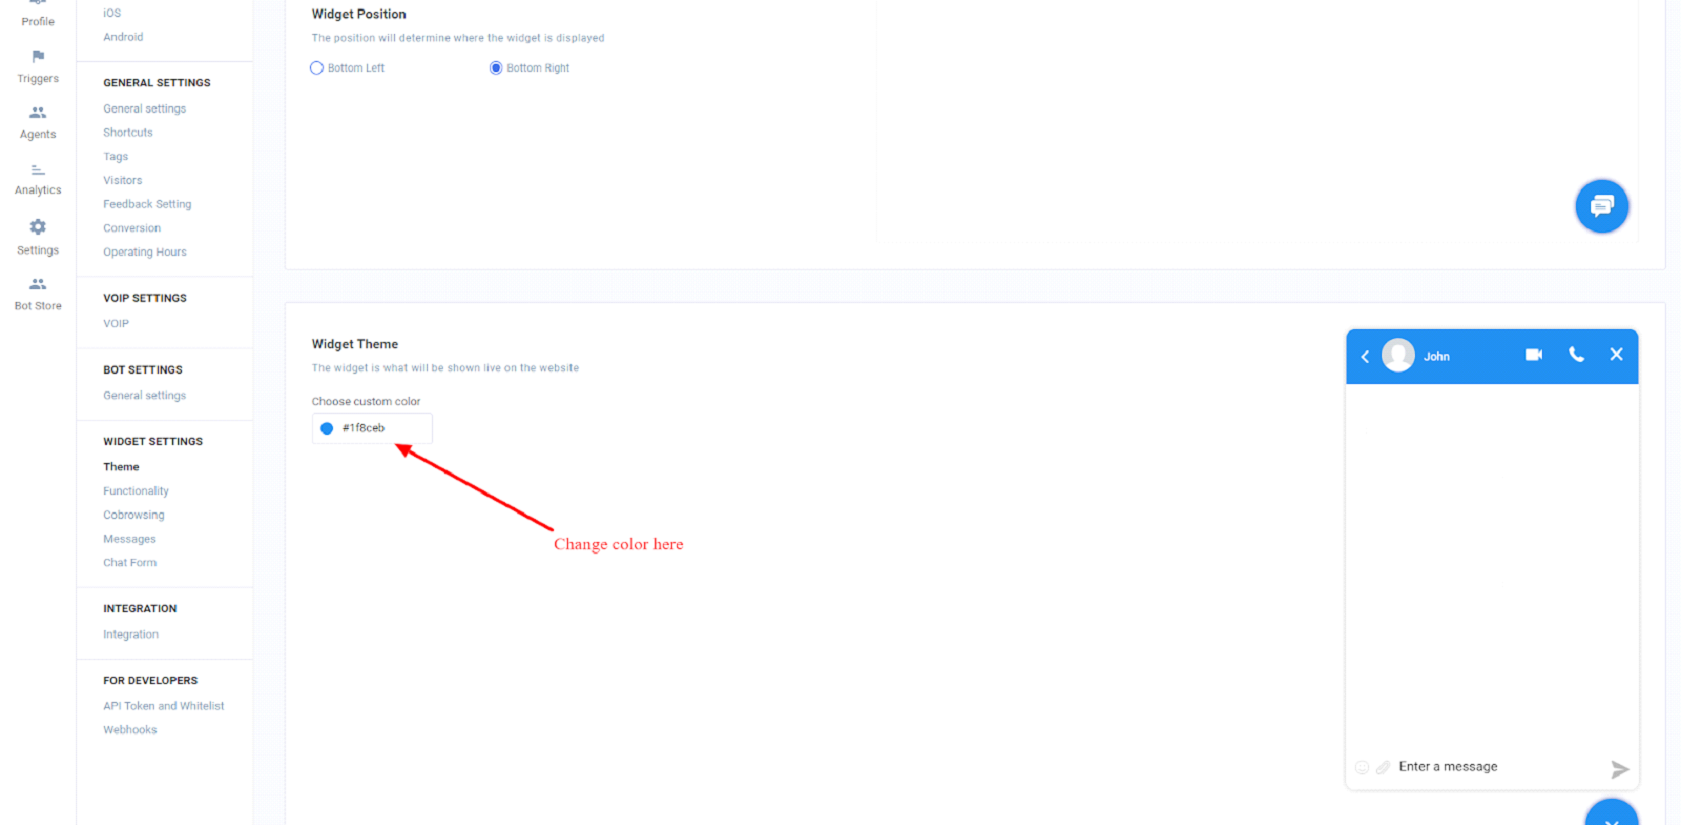 Profile
Triggers
Agents
Analytics
Settings
Bot Store
iOS
Android
GENERAL SETTINGS
General settings
Shortcuts
Tags
Visitors
Feedback Setting
Conversion
Operating Hours
VOIP SETTINGS
VOIP
BOT SETTINGS
General settings
WIDGET SETTINGS
Theme
Functionality
Cobrowsing
Messages
Chat Form
INTEGRATION
Integration
FOR DEVELOPERS
API Token and Whitelist
Webhooks
Widget Position
The position will determine where the widget is displayed
Bottom Left
Bottom Right
Widget Theme
The widget is what will be shown live on the website
Choose custom color
#1f8ceb
Change color here
John
Enter a message